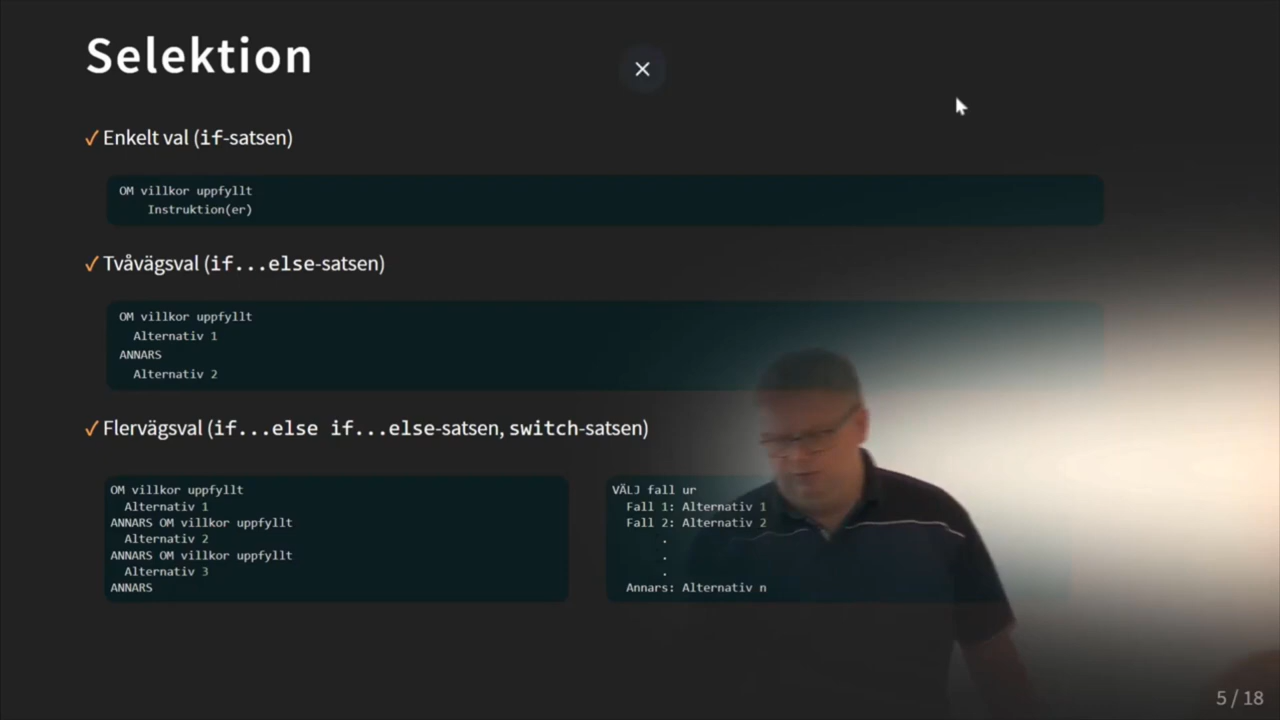 Selektion
✓ Enkelt val (if-satsen)
OM villkor uppfyllt
Instruktion(er)
✓ Tvåvägsval (if...else-satsen)
OM villkor uppfyllt
Alternativ 1
ANNARS
Alternativ 2
✓ Flervägsval (if...else if...else-satsen, switch-satsen)
OM villkor uppfyllt
Alternativ 1
ANNARS OM villkor uppfyllt
Alternativ 2
ANNARS OM villkor uppfyllt
Alternativ 3
ANNARS
VÄLJ fall ur
Fall 1: Alternativ 1
Fall 2: Alternativ 2
.
.
.
Annars: Alternativ n
5 / 18